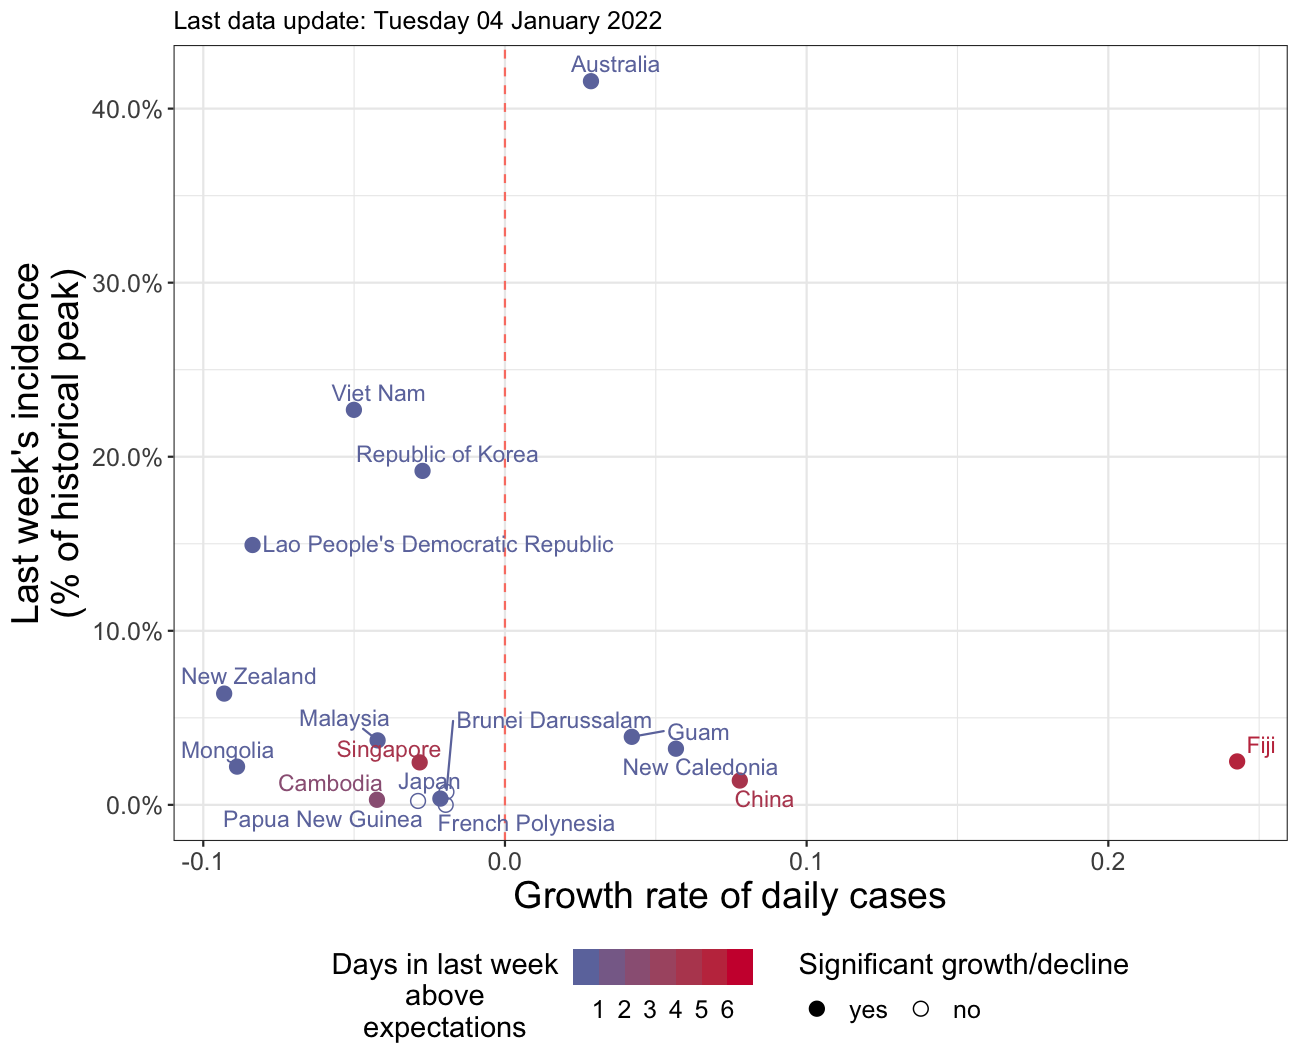 Last data update: Tuesday 04 January 2022
Last week's incidence
(% of historical peak)
40.0%
30.0%
20.0%
10.0%
0.0%
Australia
Viet Nam
Republic of Korea
Lao People's Democratic Republic
New Zealand
Malaysia
Brunei Darussalam
Guam
Mongolia
Singapore
Fiji
New Caledonia
Cambodia
Japan
China
Papua New Guinea
French Polynesia
-0.1
0.0
0.1
0.2
Growth rate of daily cases
Days in last week
above
expectations
1 2 3 4 5 6
Significant growth/decline
yes
no